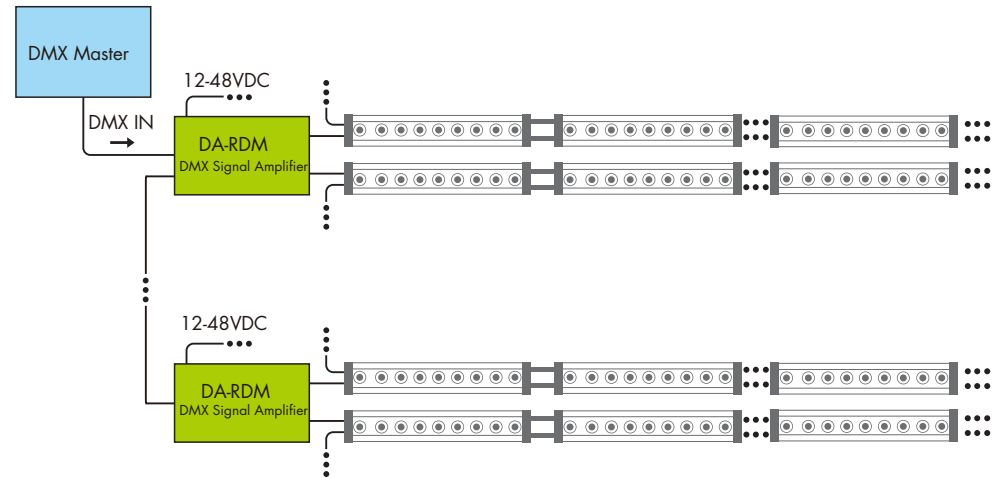 DMX Master
12-48VDC
DMX IN
DA-RDM
DMX Signal Amplifier
12-48VDC
DA-RDM
DMX Signal Amplifier